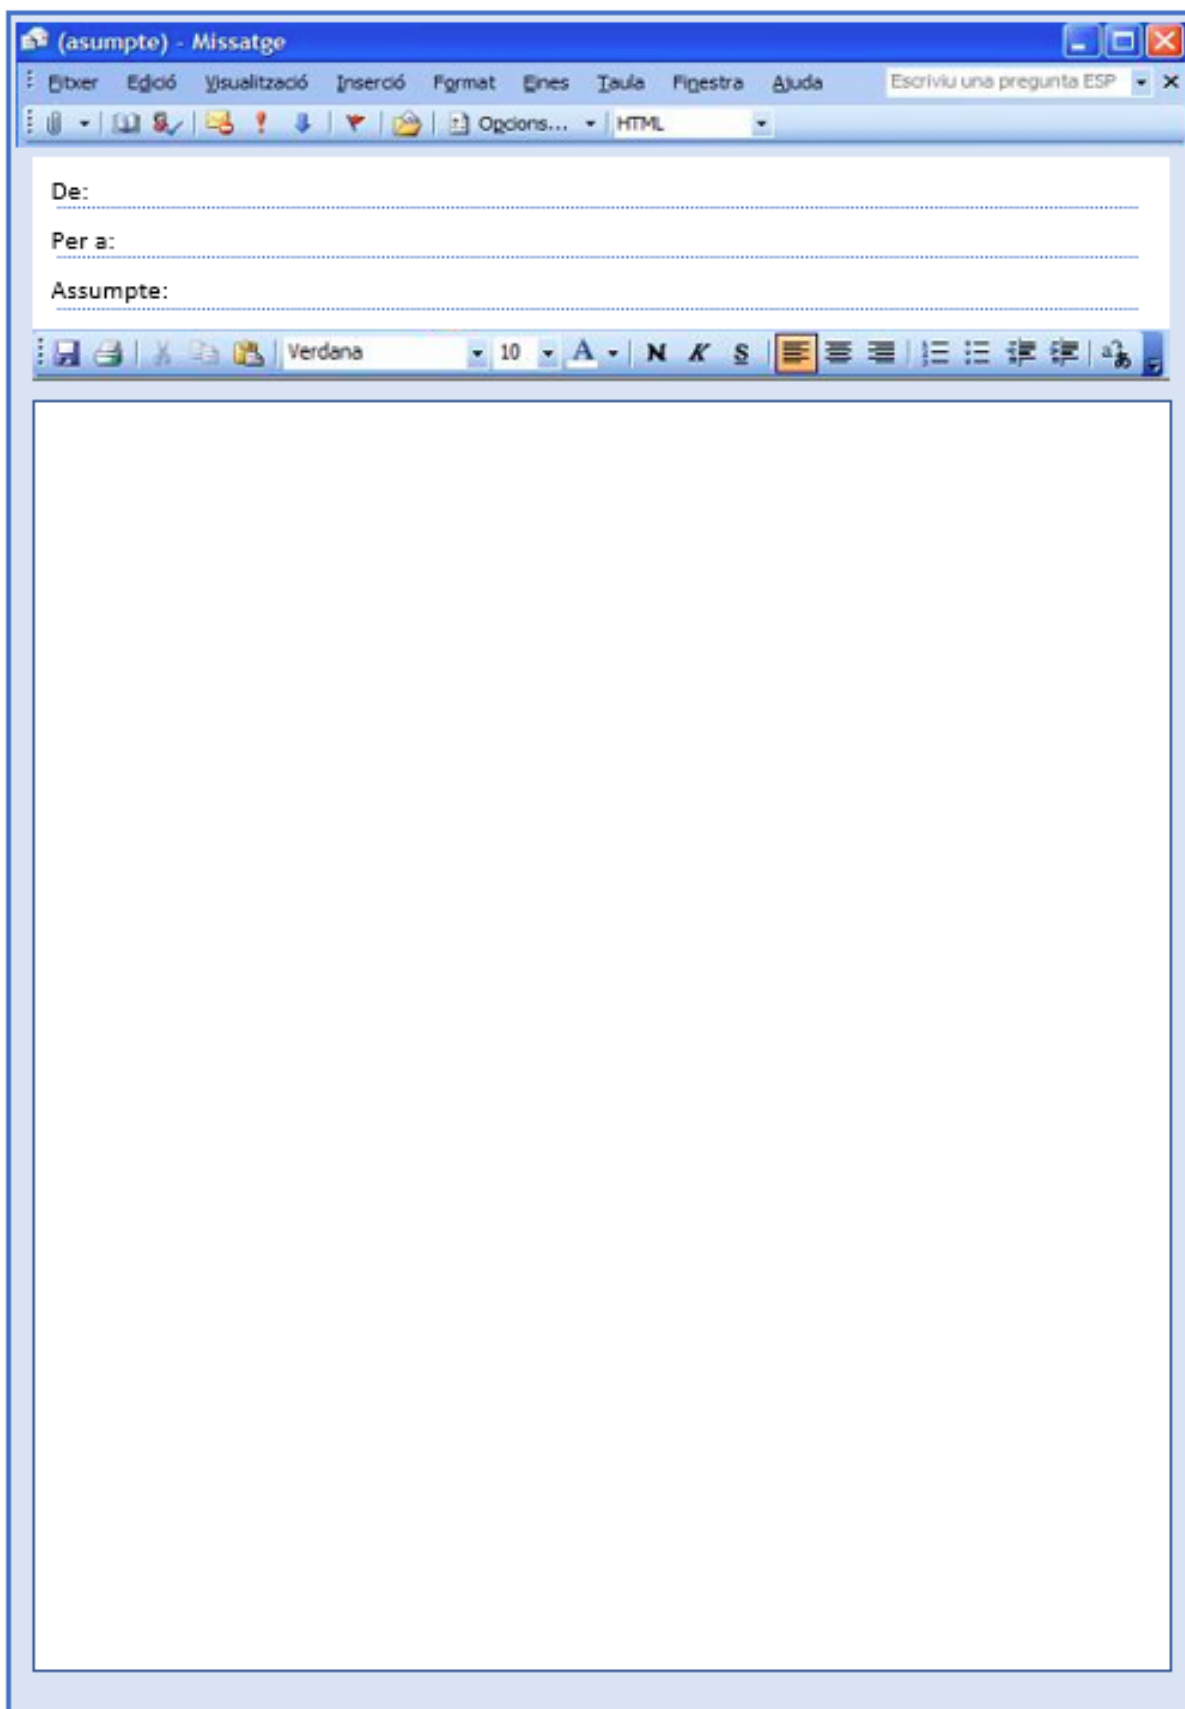 (asumpte) - Missatge
Fitxer Edició Visualització Inserció Format Eines Taula Finestra Ajuda Escriviu una pregunta ESP
Opcions... HTML
De:
Per a:
Assumpte:
Verdana 10 A N K S